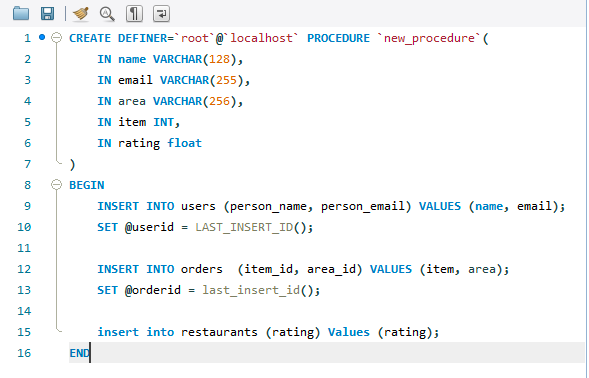 1 CREATE DEFINER=`root`@`localhost` PROCEDURE `new_procedure`(
2 IN name VARCHAR(128),
3 IN email VARCHAR(255),
4 IN area VARCHAR(256),
5 IN item INT,
6 IN rating float
7 )
8 BEGIN
9 INSERT INTO users (person_name, person_email) VALUES (name, email);
10 SET @userid = LAST_INSERT_ID();
11
12 INSERT INTO orders  (item_id, area_id) VALUES (item, area);
13 SET @orderid = last_insert_id();
14
15 insert into restaurants (rating) Values (rating);
16 END